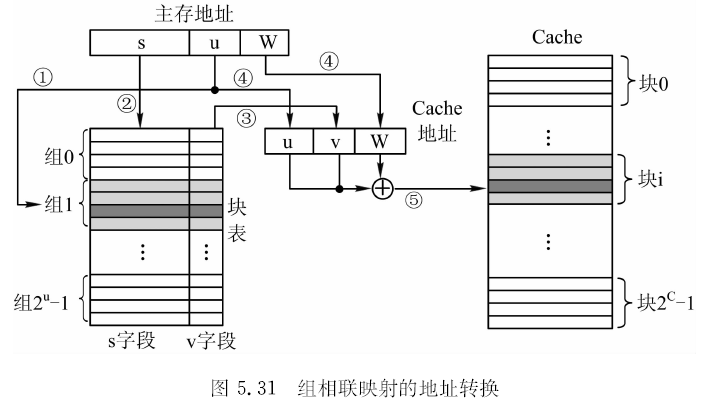 主存地址
s u W
Cache
① ② ③ ④ ④
块0
Cache
地址
组0
u v W
⋮
组1
块
表
⑤
块i
⋮ ⋮
⋮
组2ᵘ-1
块2ᶜ-1
s字段 v字段
图 5.31 组相联映射的地址转换